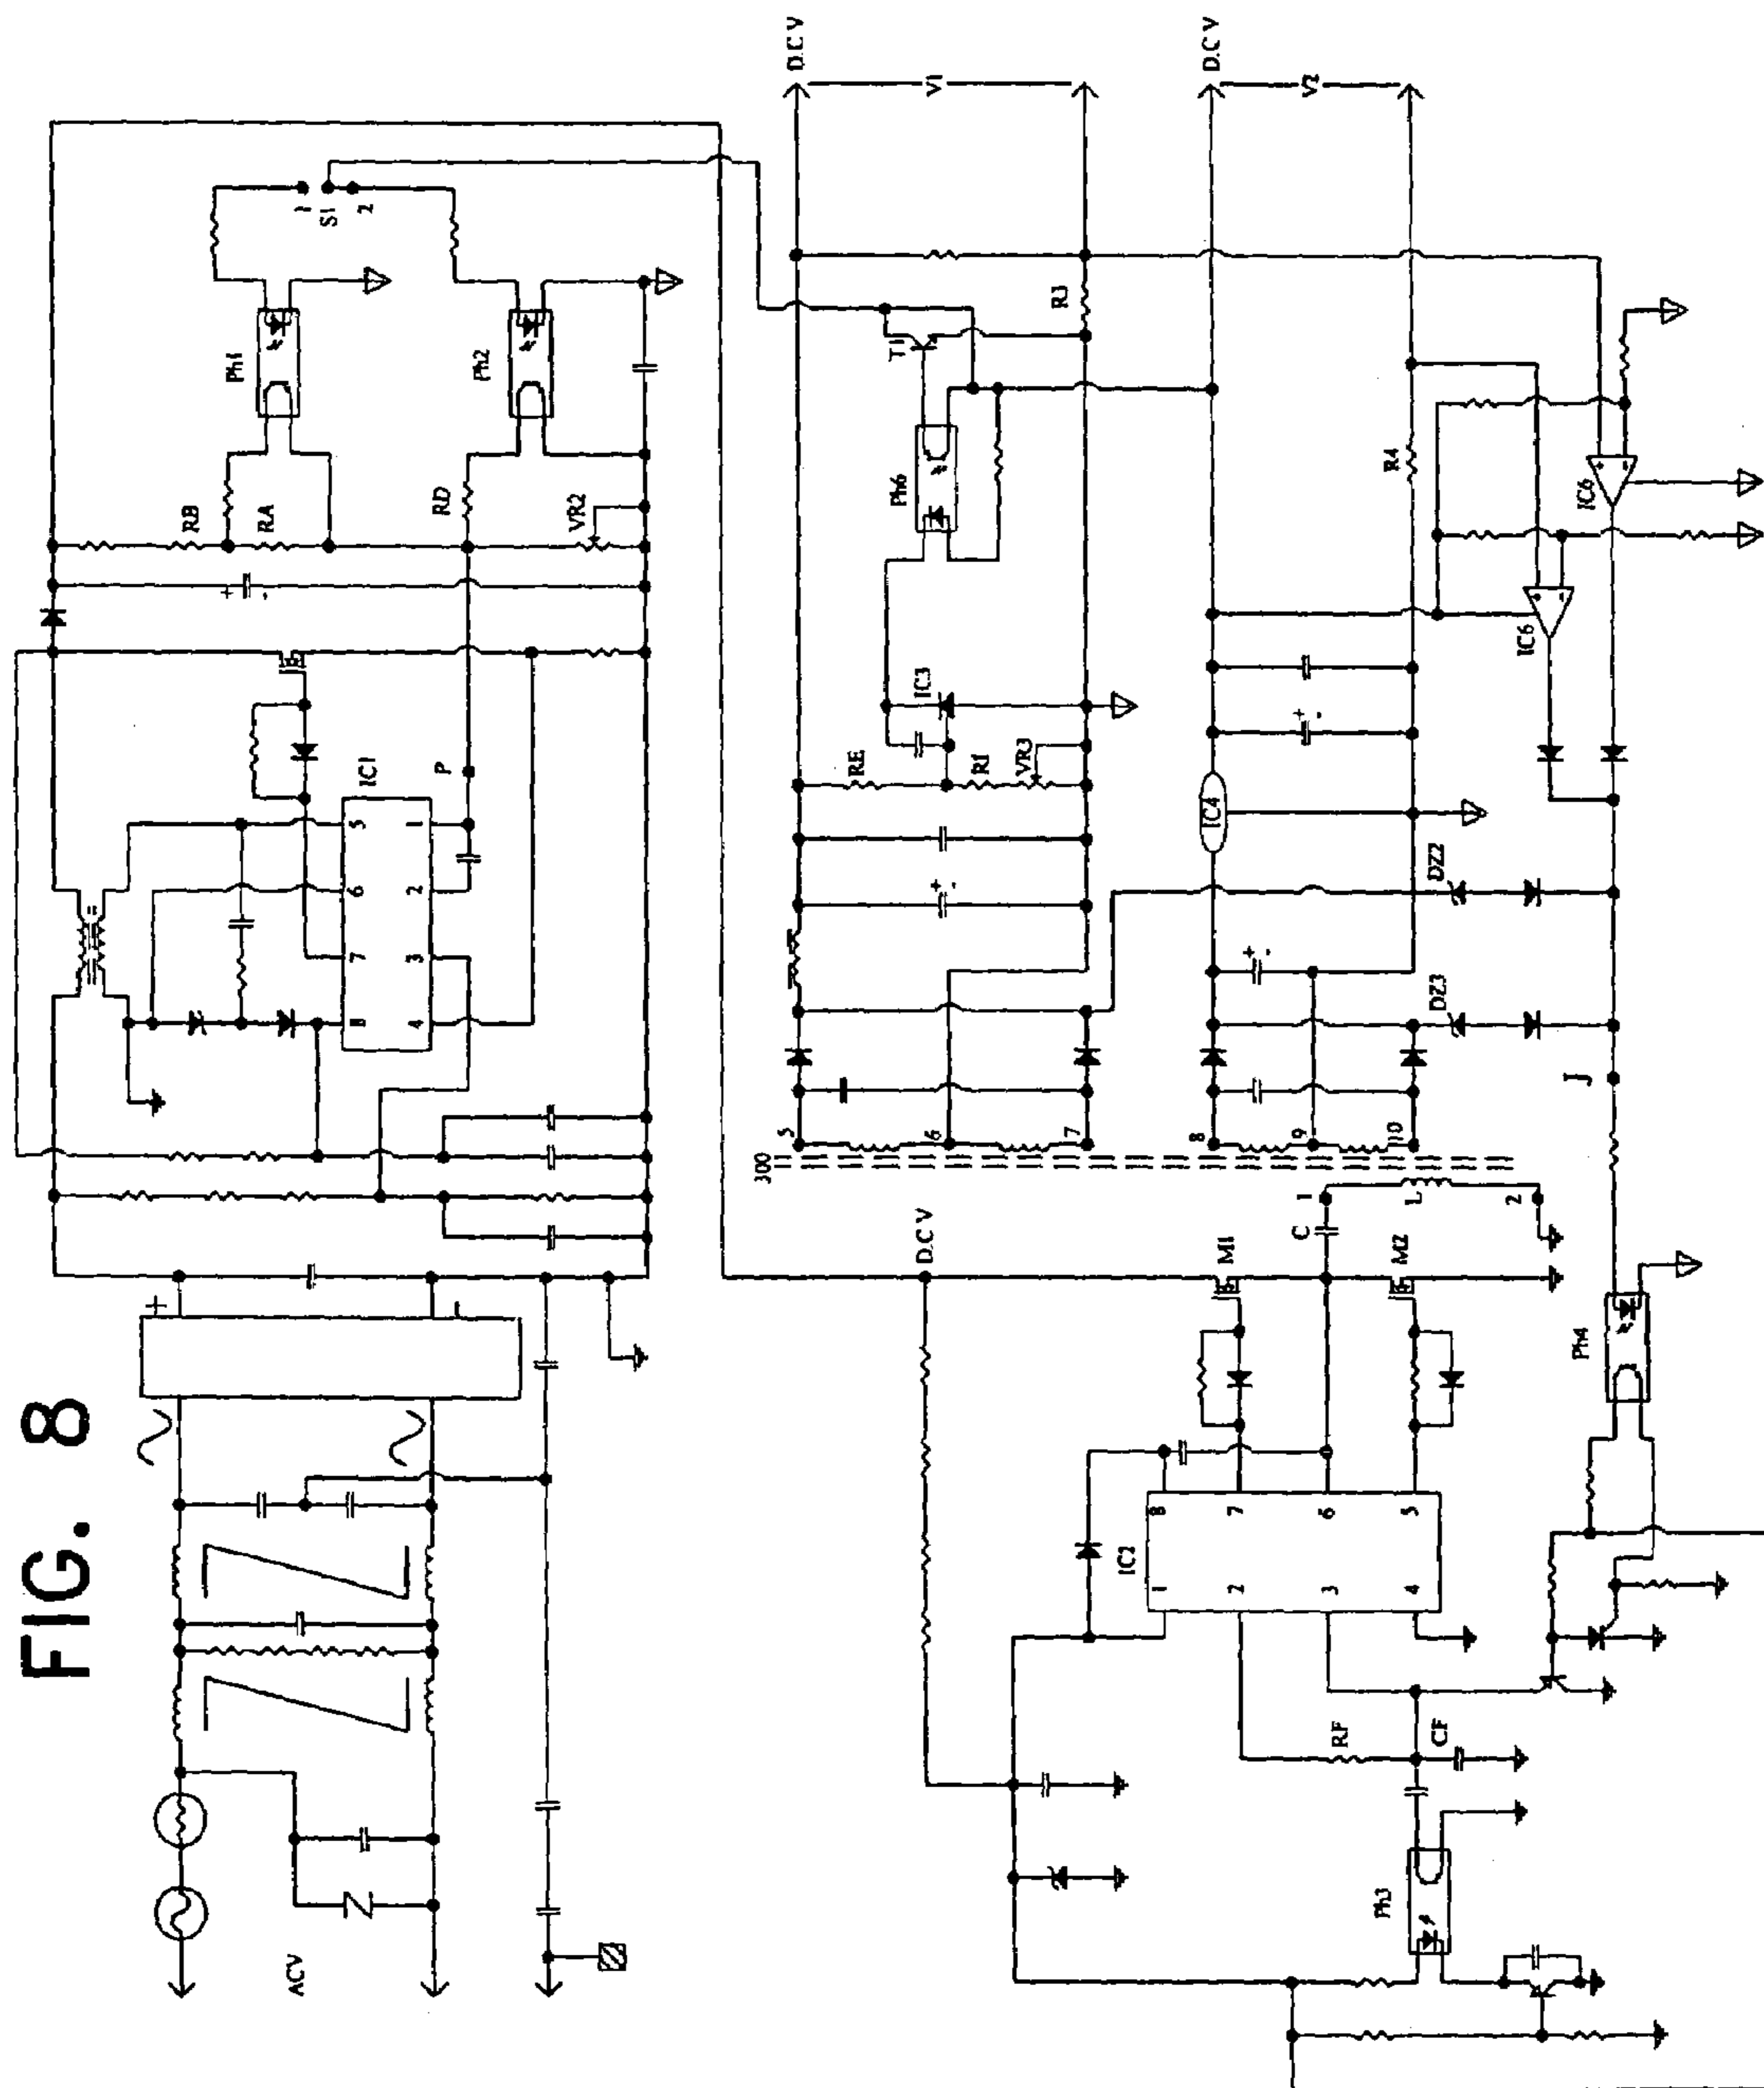 FIG. 8
ACV
+
-
8 7 6 5
IC1
4 3 2 1
P
RB
RA
RD
VR2
Ph1
Ph2
1
S1
2
D.C V
300
5
6
7
8
9
10
RE
R1
VR3
IC3
Ph6
T1
R3
D.C V
V1
IC2
1 8
2 7
3 6
4 5
M1
M2
C
1
L
2
RF
CF
Ph3
IC4
R4
D.C V
V2
DZ3
DZ2
IC6
IC6
J
Ph4